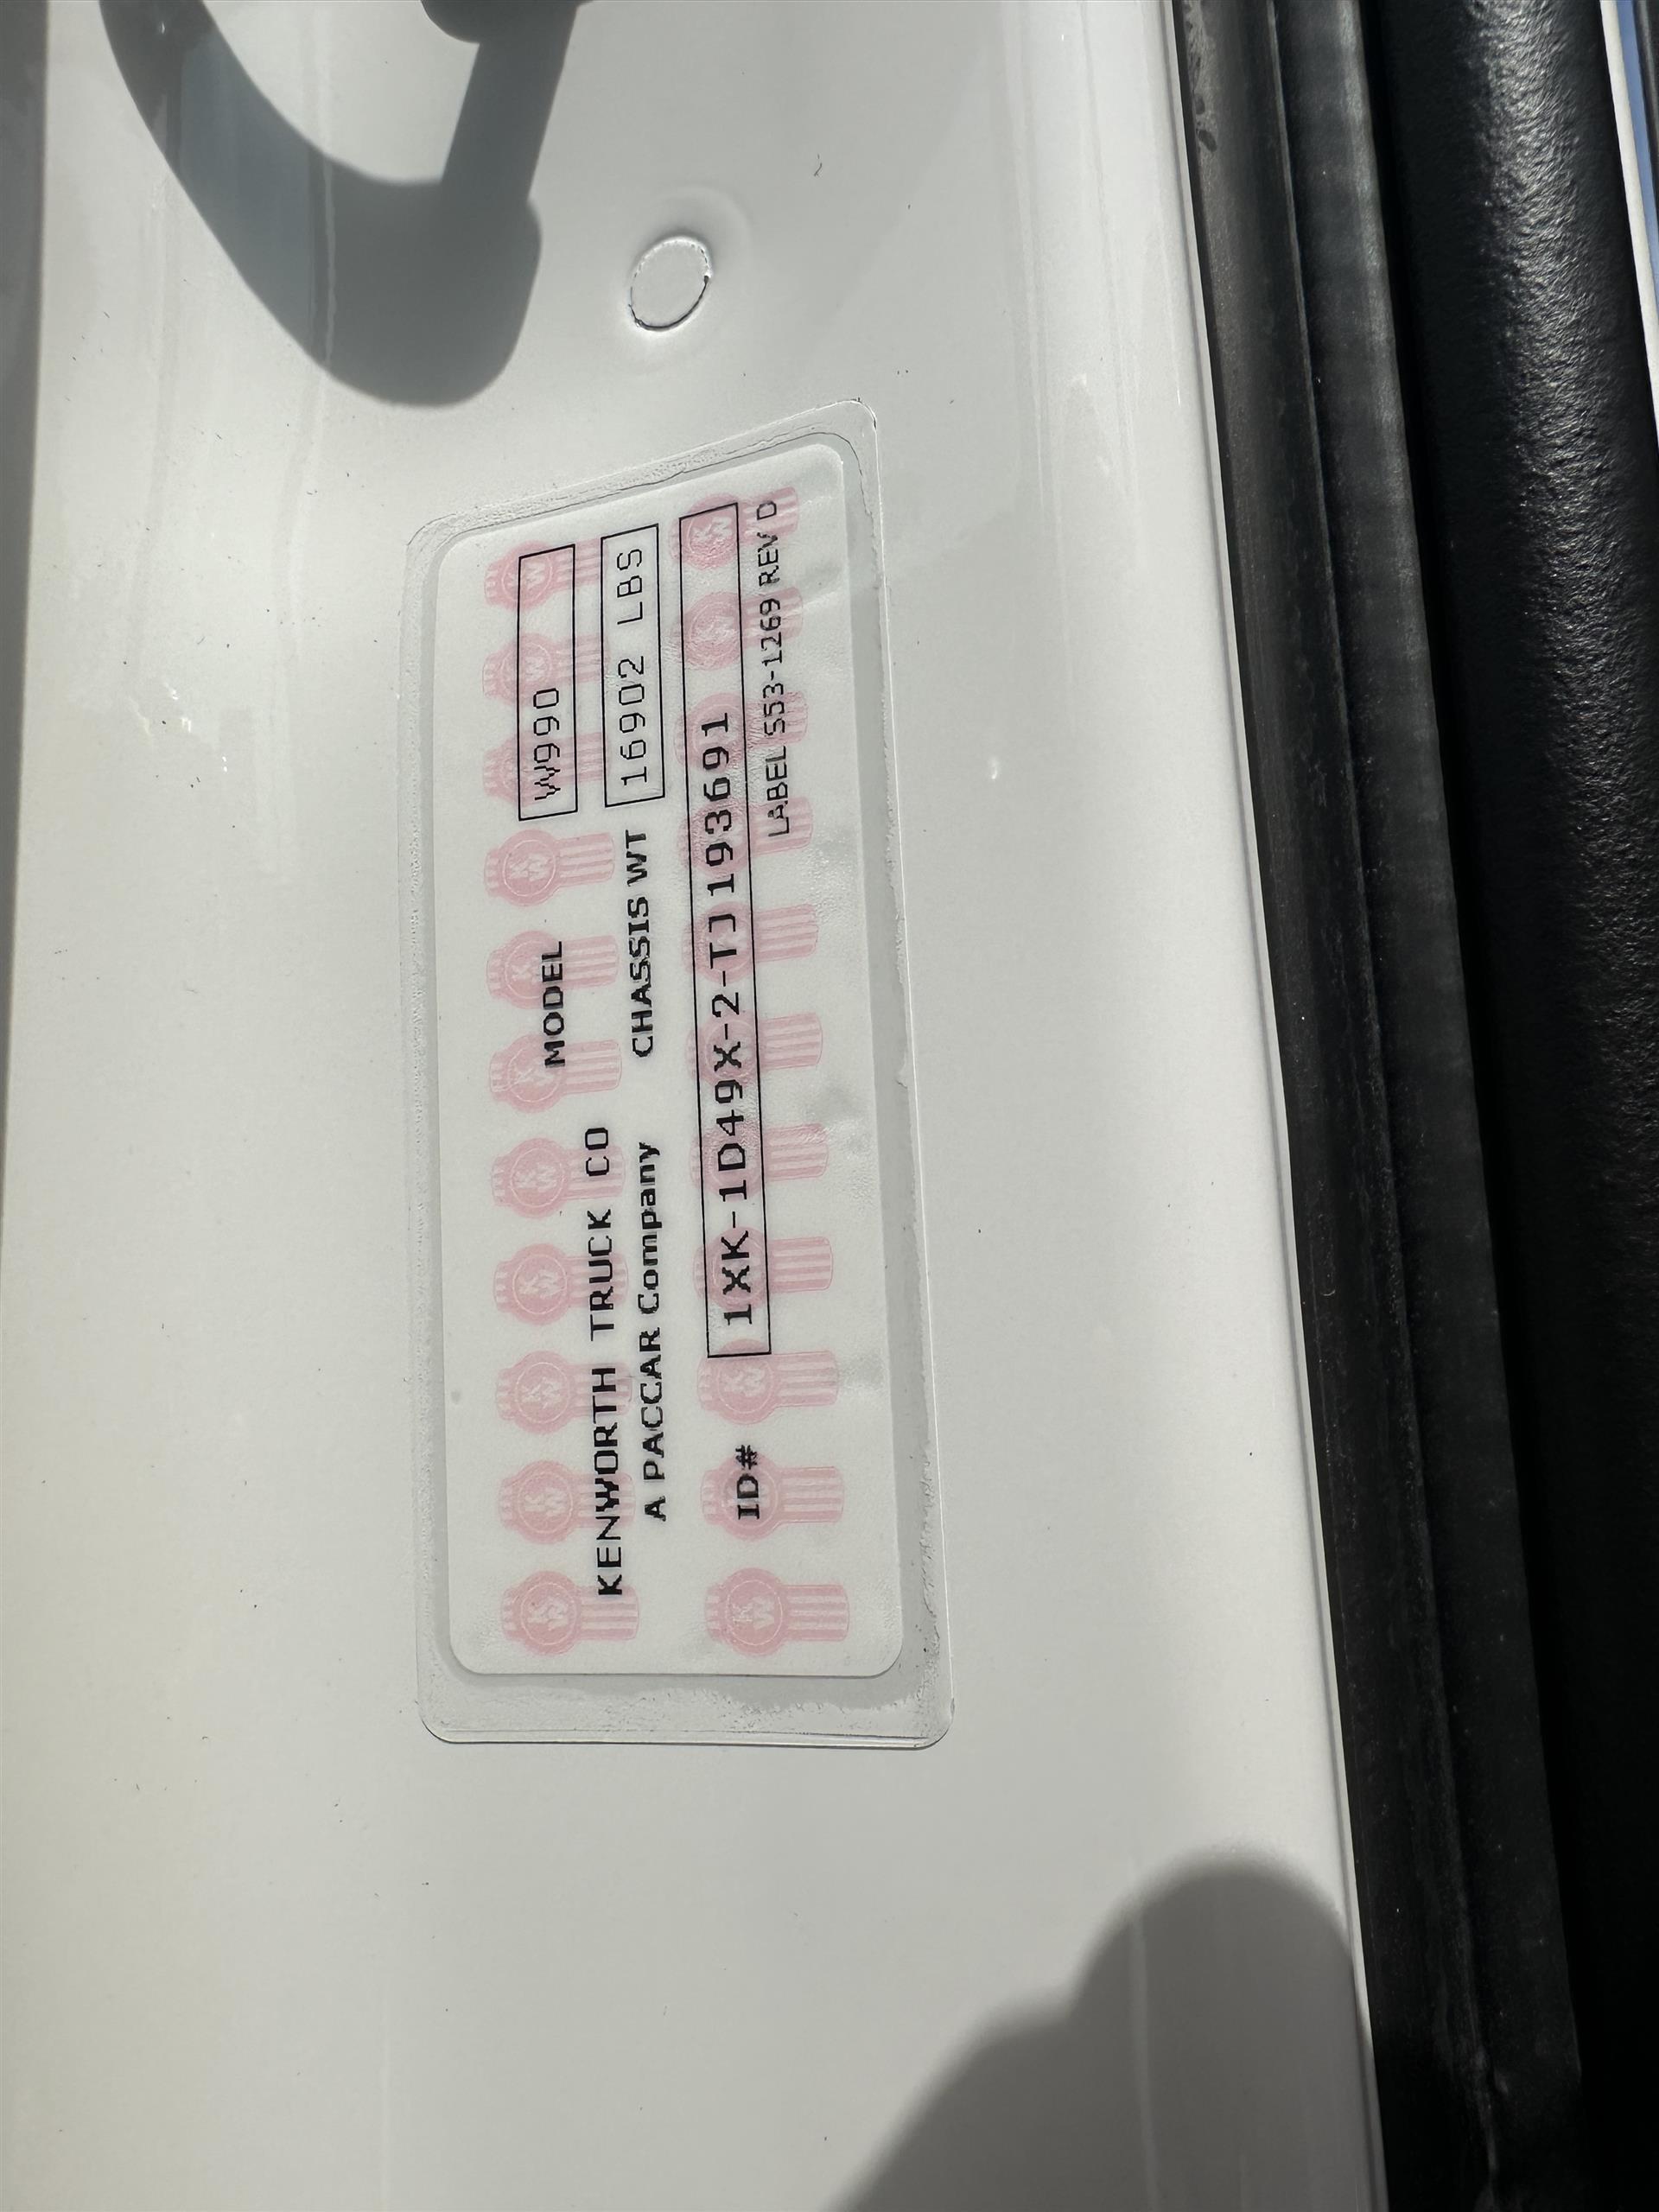 MODEL W990
KENWORTH TRUCK CO
A PACCAR Company
CHASSIS WT 16902 LBS
ID# 1XK-1D49X-2-TJ193691
LABEL S53-1269 REV D